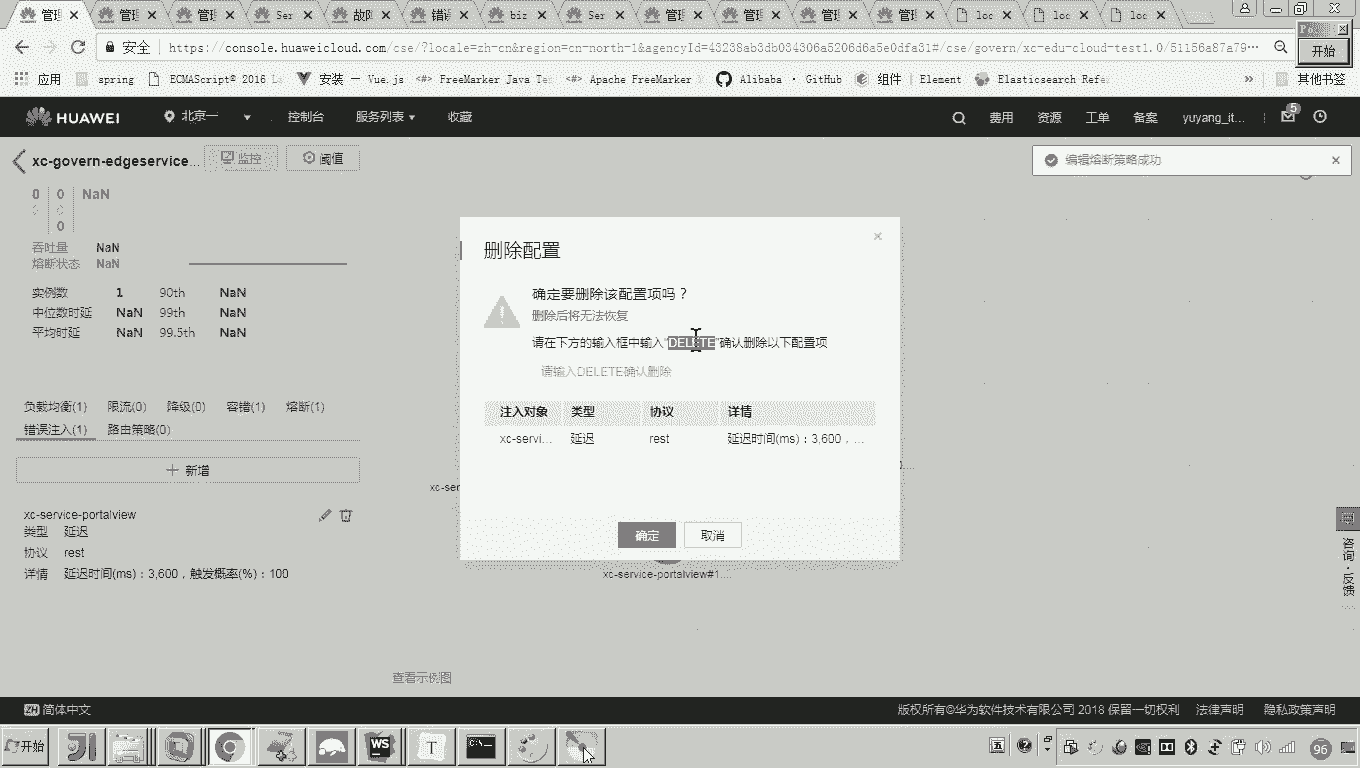 管理
管理
管理
Ser
故障
错误
biz
Ser
管理
管理
管理
管理
loc
loc
loc
安全
https://console.huaweicloud.com/cse/?locale=zh-cn&region=cn-north-1&agencyId=43238ab3db034306a5206d6a5e0dfa31#/cse/govern/xc-edu-cloud-test1.0/51156a87a79…
开始
应用
spring
ECMAScript® 2016 La
安装 — Vue.js
FreeMarker Java Te
Apache FreeMarker
Alibaba · GitHub
组件 | Element
Elasticsearch Refe
»
其他书签
HUAWEI
北京一
控制台
服务列表
收藏
费用
资源
工单
备案
yuyang_it...
5
xc-govern-edgeservice...
监控
阈值
编辑熔断策略成功
0 0 NaN
0
吞吐量 NaN
熔断状态 NaN
实例数 1 90th NaN
中位数时延 NaN 99th NaN
平均时延 NaN 99.5th NaN
负载均衡(1) 限流(0) 降级(0) 容错(1) 熔断(1)
错误注入(1) 路由策略(0)
新增
xc-service-portalview
类型 延迟
协议 rest
详情 延迟时间(ms)：3,600，触发概率(%)：100
删除配置
确定要删除该配置项吗？
删除后将无法恢复
请在下方的输入框中输入"DELETE"确认删除以下配置项
请输入DELETE确认删除
注入对象 类型 协议 详情
xc-servi... 延迟 rest 延迟时间(ms)：3,600，...
确定
取消
xc-ser
xc-service-portalview#1....
查看示例图
咨询·反馈
ZH 简体中文
版权所有©华为软件技术有限公司 2018 保留一切权利
法律声明
隐私政策声明
开始
WS
T
C:\
96